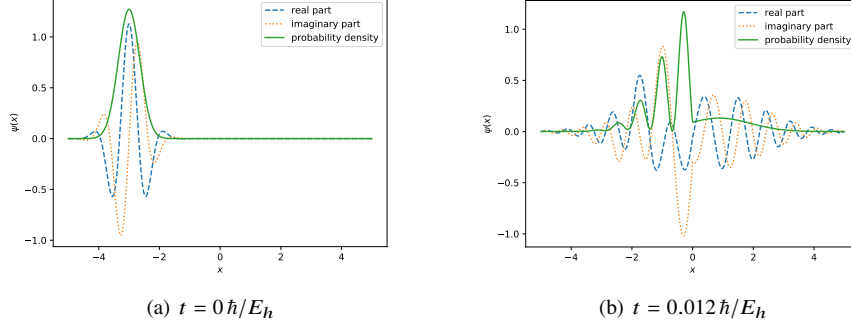 real part
imaginary part
probability density
1.0
0.5
0.0
−0.5
−1.0
ψ(x)
−4
−2
0
2
4
x
(a) t = 0 ħ/E_h
real part
imaginary part
probability density
1.0
0.5
0.0
−0.5
−1.0
ψ(x)
−4
−2
0
2
4
x
(b) t = 0.012 ħ/E_h